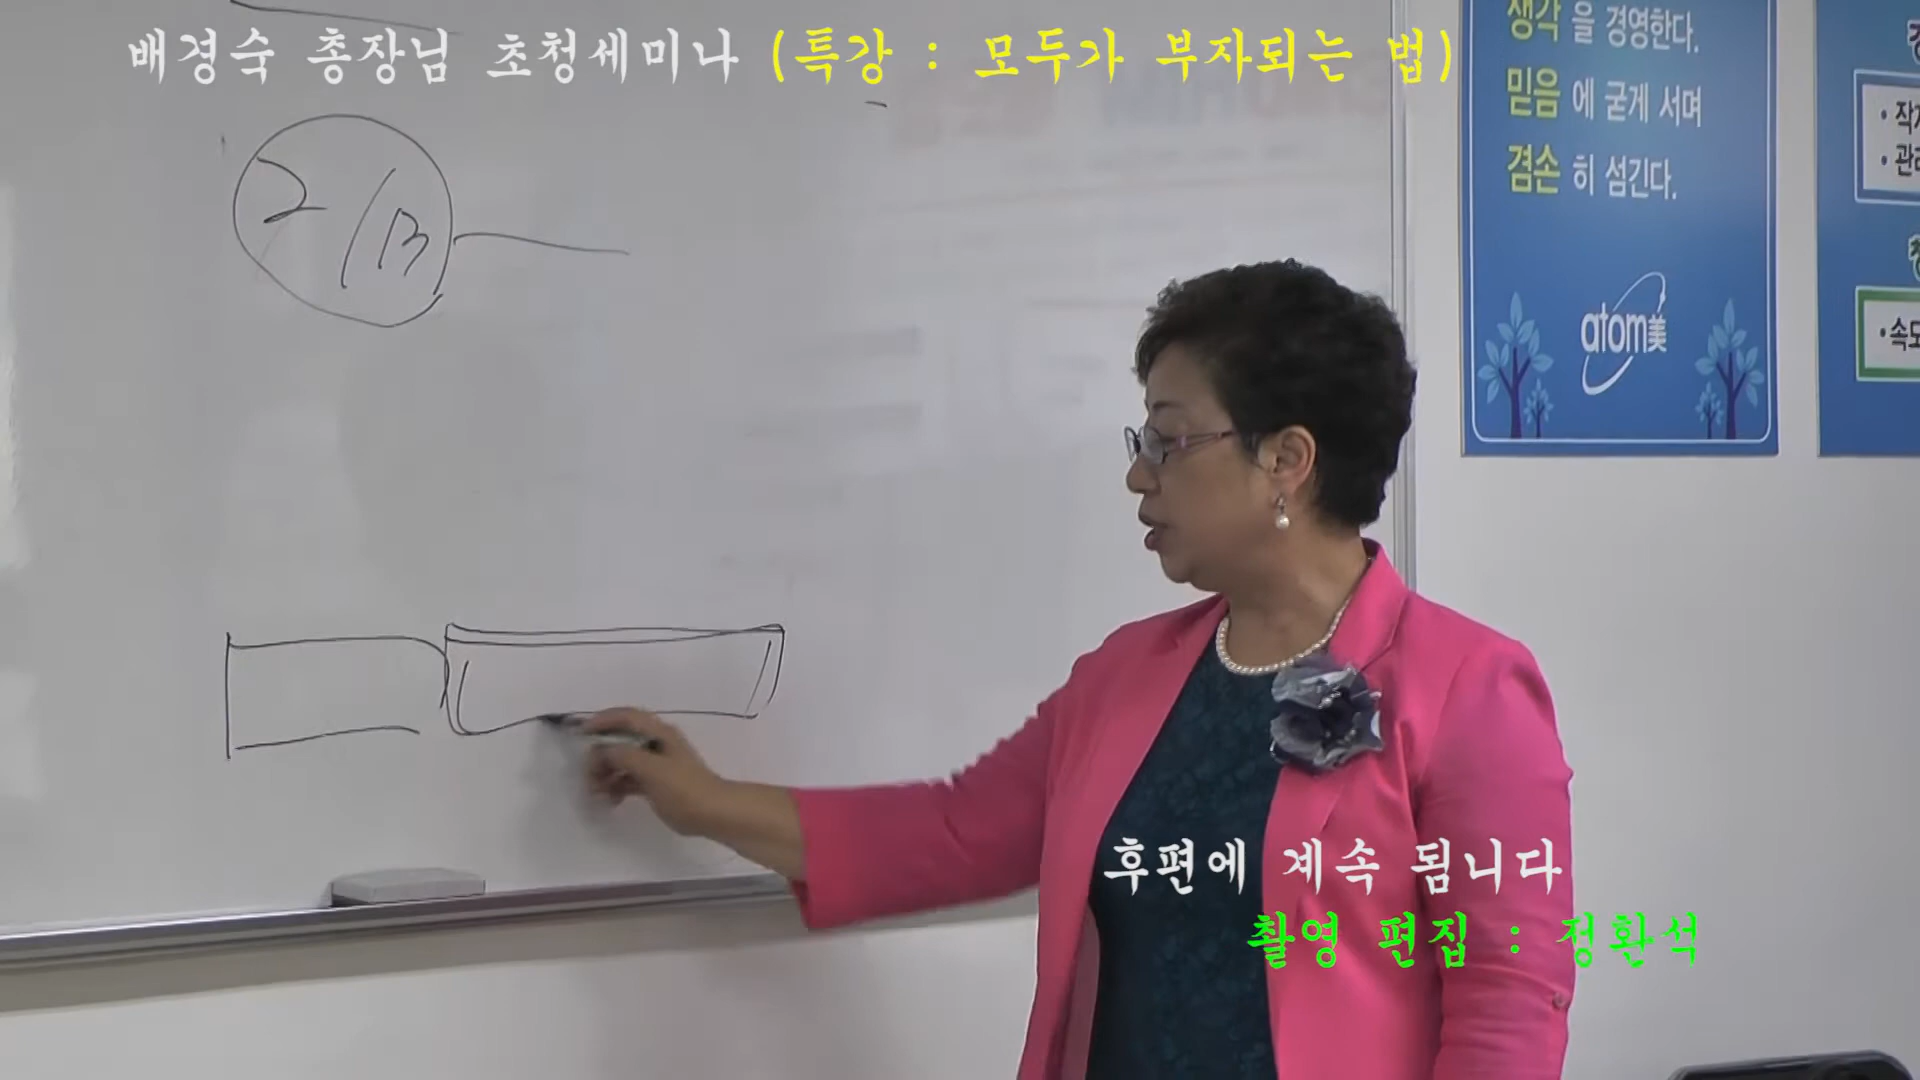 배경숙 총장님 초청세미나 (특강 : 모두가 부자되는 법)
생각 을 경영한다.
믿음 에 굳게 서며
겸손 히 섬긴다.
atom美
후편에 계속 됩니다
촬영 편집 : 정환석